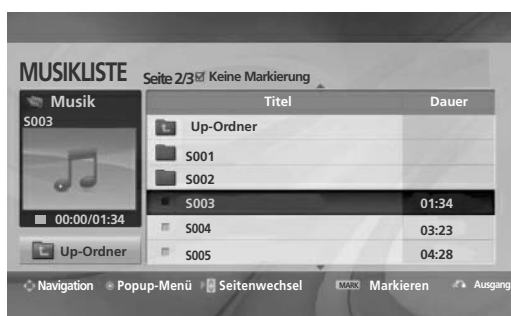 MUSIKLISTE Seite 2/3 Keine Markierung
Musik
S003
00:00/01:34
Up-Ordner
Titel Dauer
Up-Ordner
S001
S002
S003 01:34
S004 03:23
S005 04:28
Navigation Popup-Menü Seitenwechsel MARK Markieren Ausgang